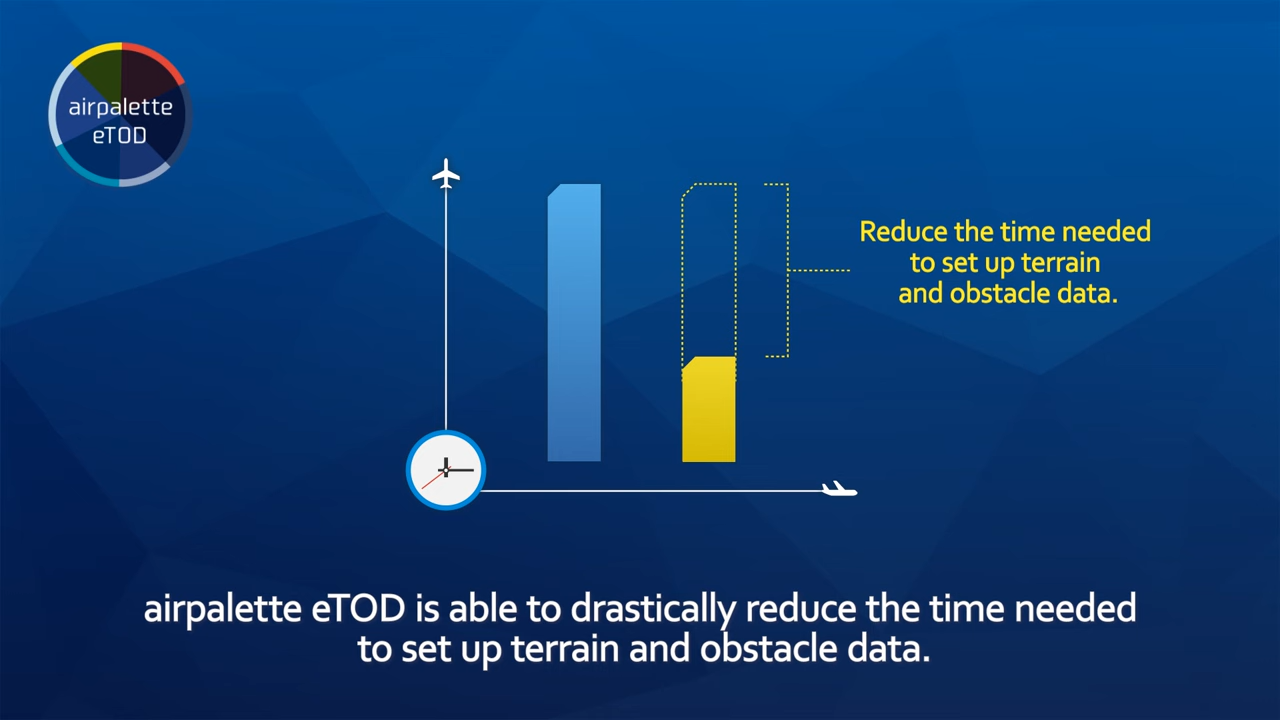 airpalette
eTOD
Reduce the time needed
to set up terrain
and obstacle data.
airpalette eTOD is able to drastically reduce the time needed
to set up terrain and obstacle data.